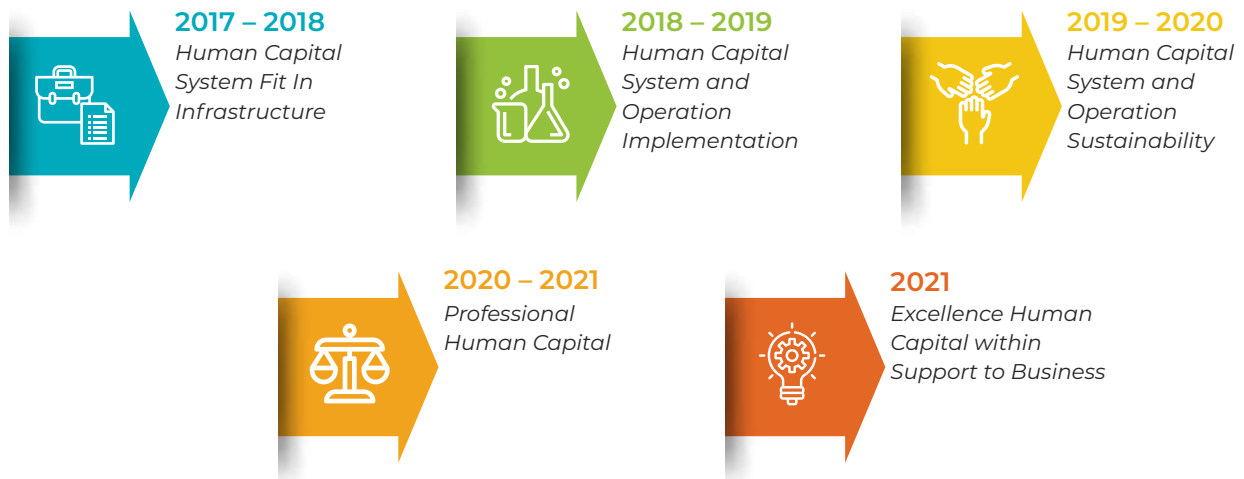 2017 – 2018
Human Capital
System Fit In
Infrastructure
2018 – 2019
Human Capital
System and
Operation
Implementation
2019 – 2020
Human Capital
System and
Operation
Sustainability
2020 – 2021
Professional
Human Capital
2021
Excellence Human
Capital within
Support to Business